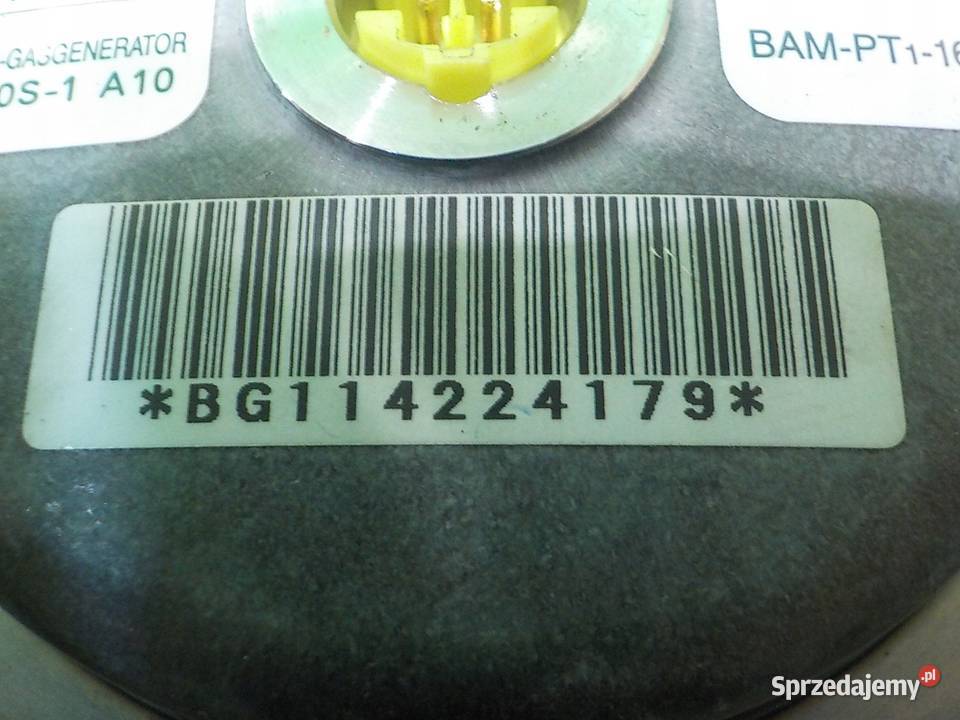 -GASGENERATOR
0S-1 A10
BAM-PT1-16
*BG114224179*
Sprzedajemy.pl